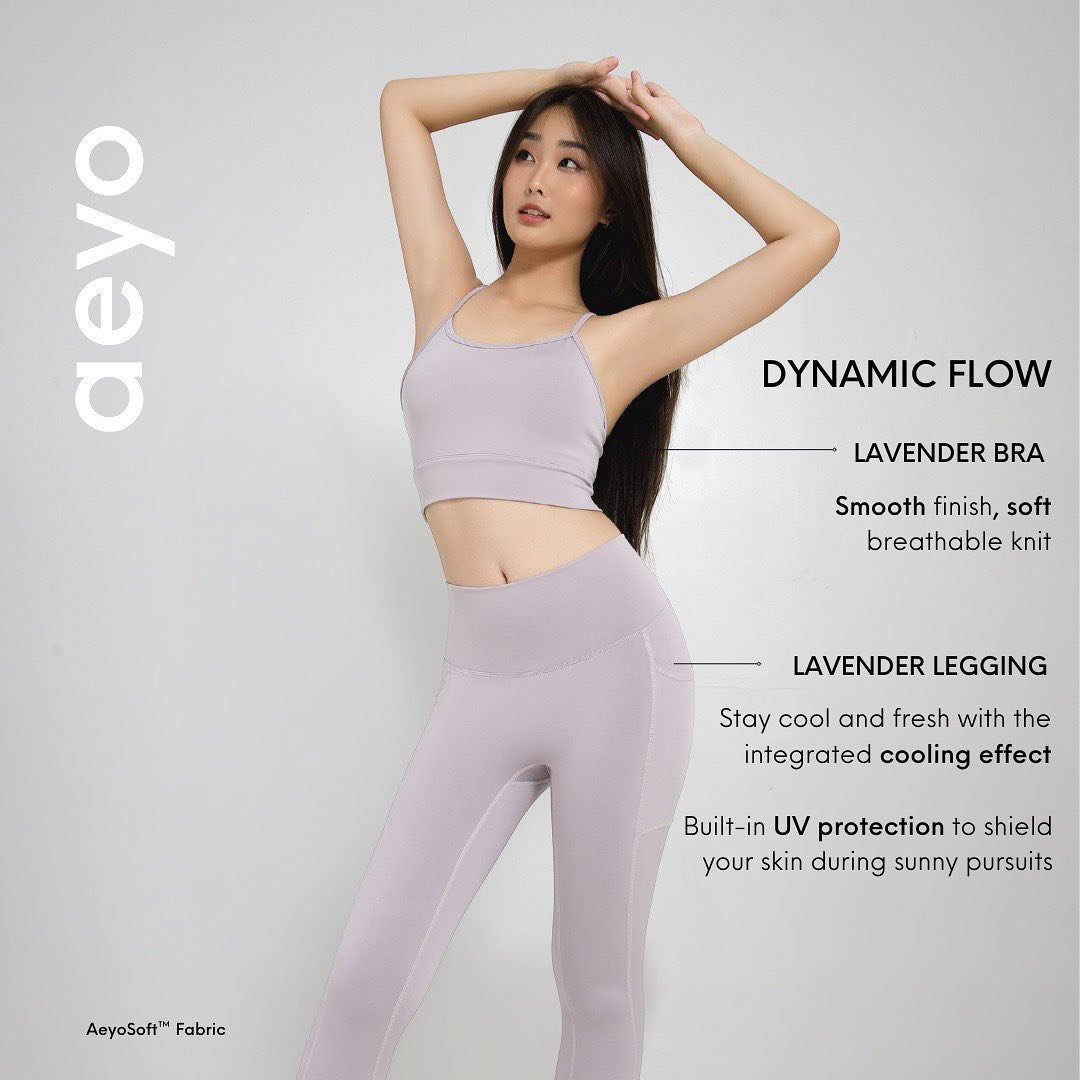 aeyo
DYNAMIC FLOW
LAVENDER BRA
Smooth finish, soft
breathable knit
LAVENDER LEGGING
Stay cool and fresh with the
integrated cooling effect
Built-in UV protection to shield
your skin during sunny pursuits
AeyoSoft™ Fabric